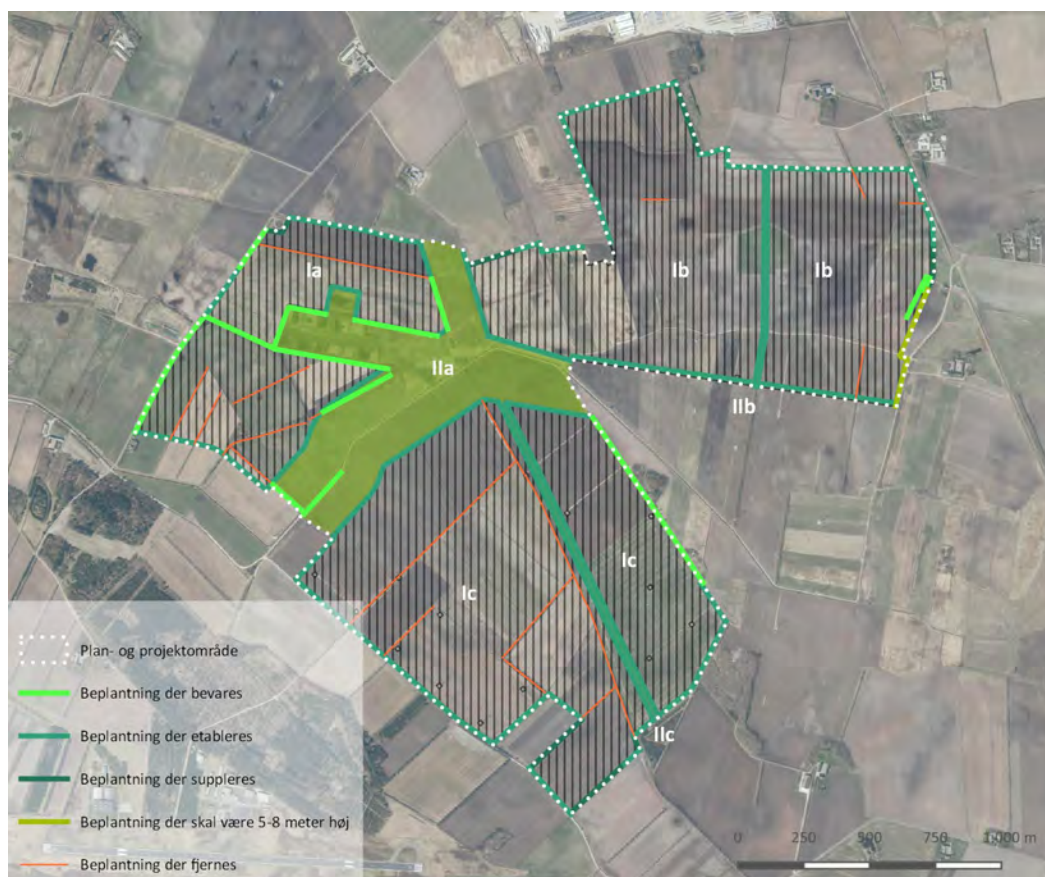 Ia
Ib
Ib
IIa
IIb
Ic
Ic
IIc
Plan- og projektområde
Beplantning der bevares
Beplantning der etableres
Beplantning der suppleres
Beplantning der skal være 5-8 meter høj
Beplantning der fjernes
0 250 500 750 1.000 m